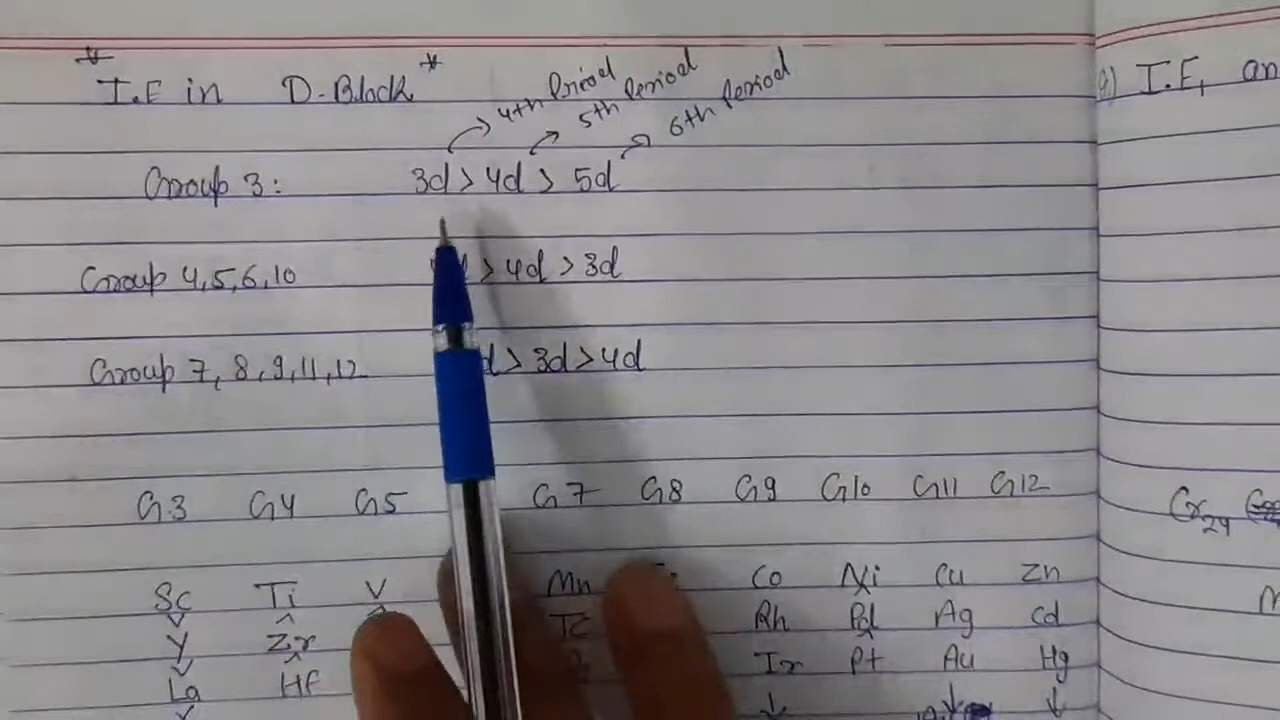 * I.E in D-Block *
4th Priod 5th Period 6th Period
Group 3: 3d > 4d > 5d
Group 4,5,6,10 > 4d > 3d
Group 7, 8, 9, 11, 12 d > 3d > 4d
G3 G4 G5 G7 G8 G9 G10 G11 G12
Sc Ti V Mn Co Ni Cu Zn
Y Zr Tc Rh Pd Ag Cd
La Hf Ir Pt Au Hg
I.E, an
Cr24